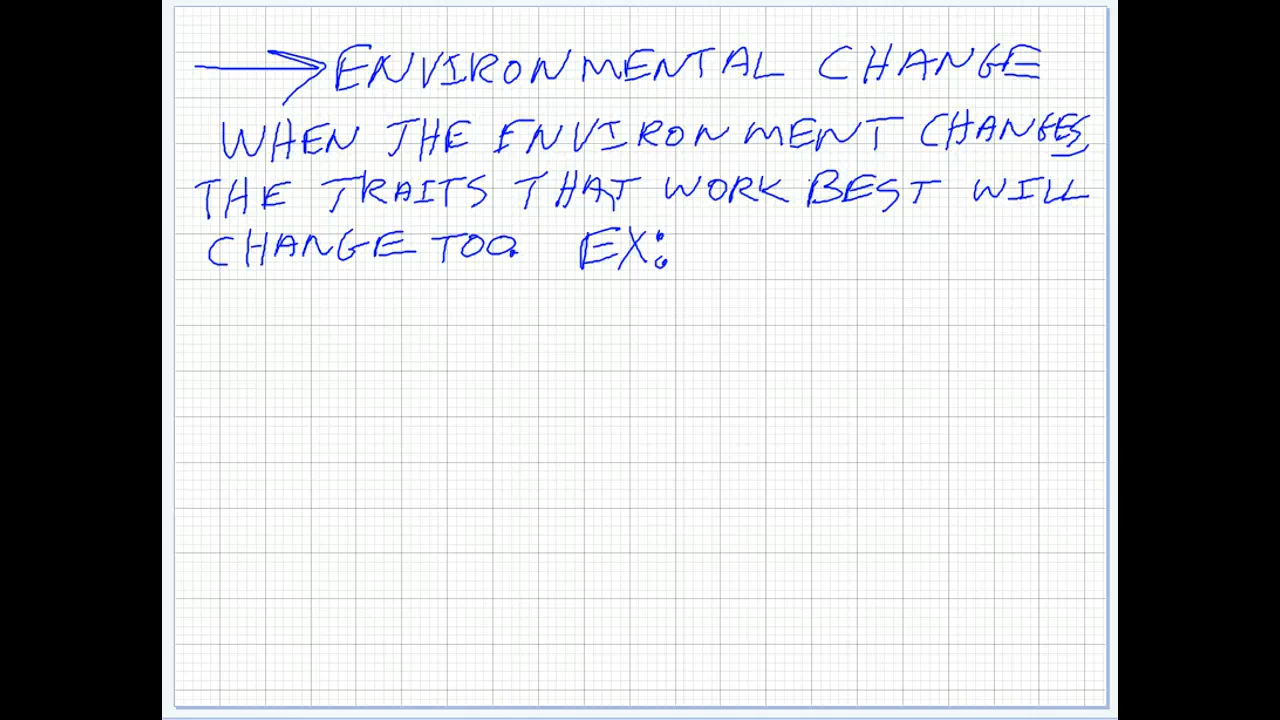 → ENVIRONMENTAL CHANGE
WHEN THE ENVIRONMENT CHANGES,
THE TRAITS THAT WORK BEST WILL
CHANGE TOO. EX: